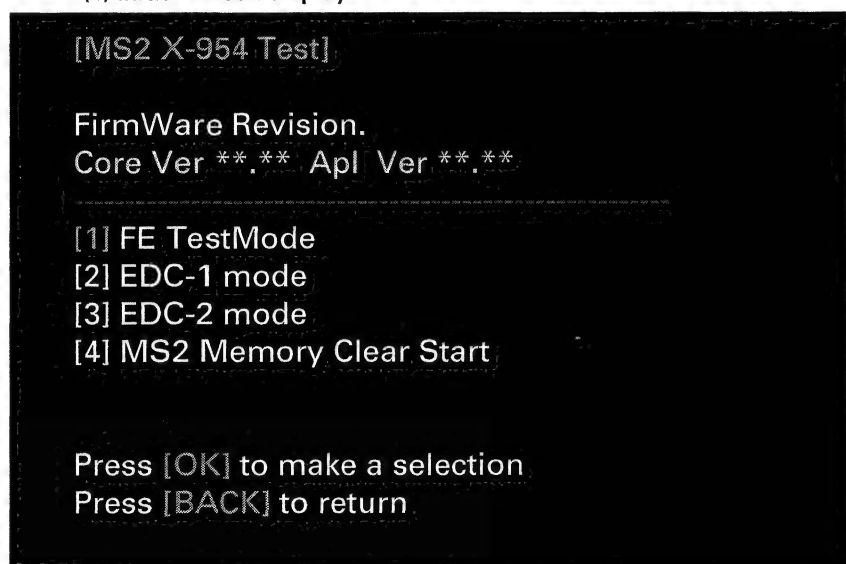 [MS2 X-954 Test]
FirmWare Revision.
Core Ver **.** Apl Ver **.**
[1] FE TestMode
[2] EDC-1 mode
[3] EDC-2 mode
[4] MS2 Memory Clear Start
Press [OK] to make a selection
Press [BACK] to return